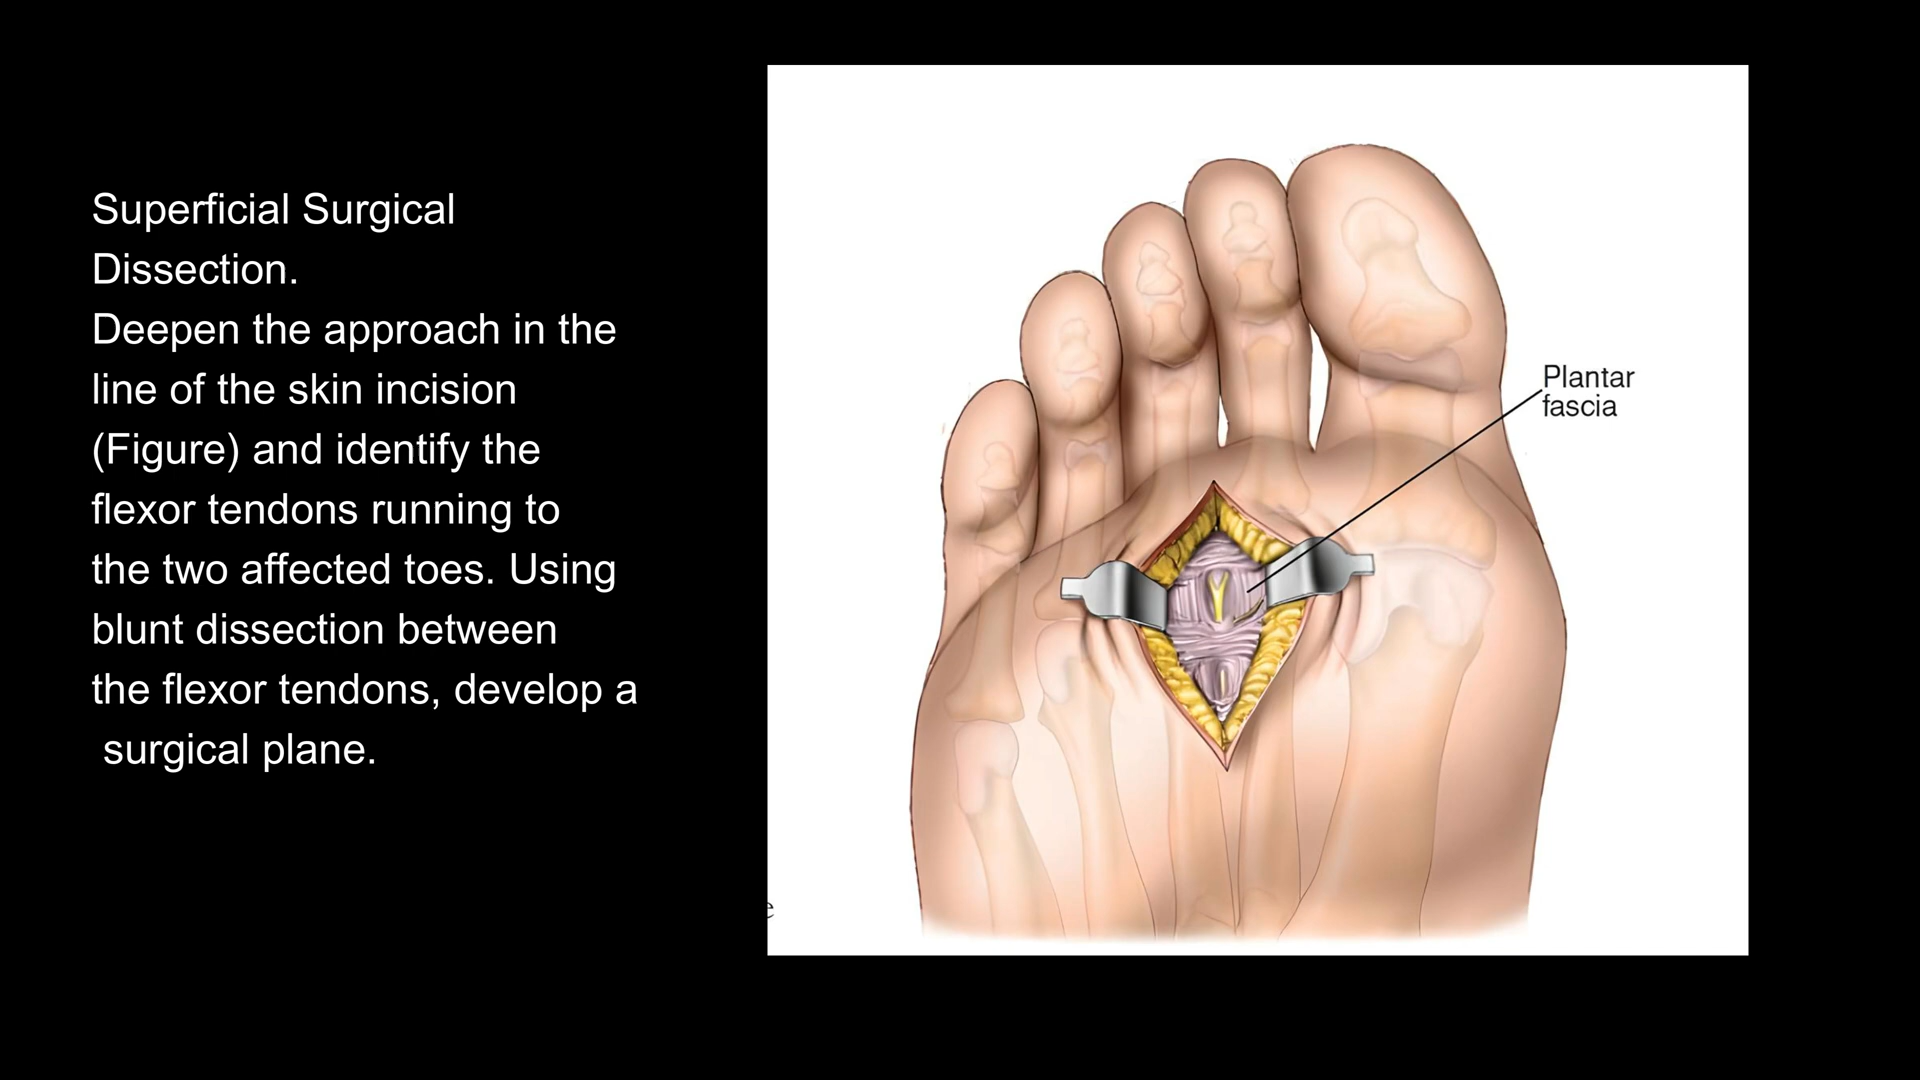 Superficial Surgical
Dissection.
Deepen the approach in the
line of the skin incision
(Figure) and identify the
flexor tendons running to
the two affected toes. Using
blunt dissection between
the flexor tendons, develop a
surgical plane.
Plantar
fascia